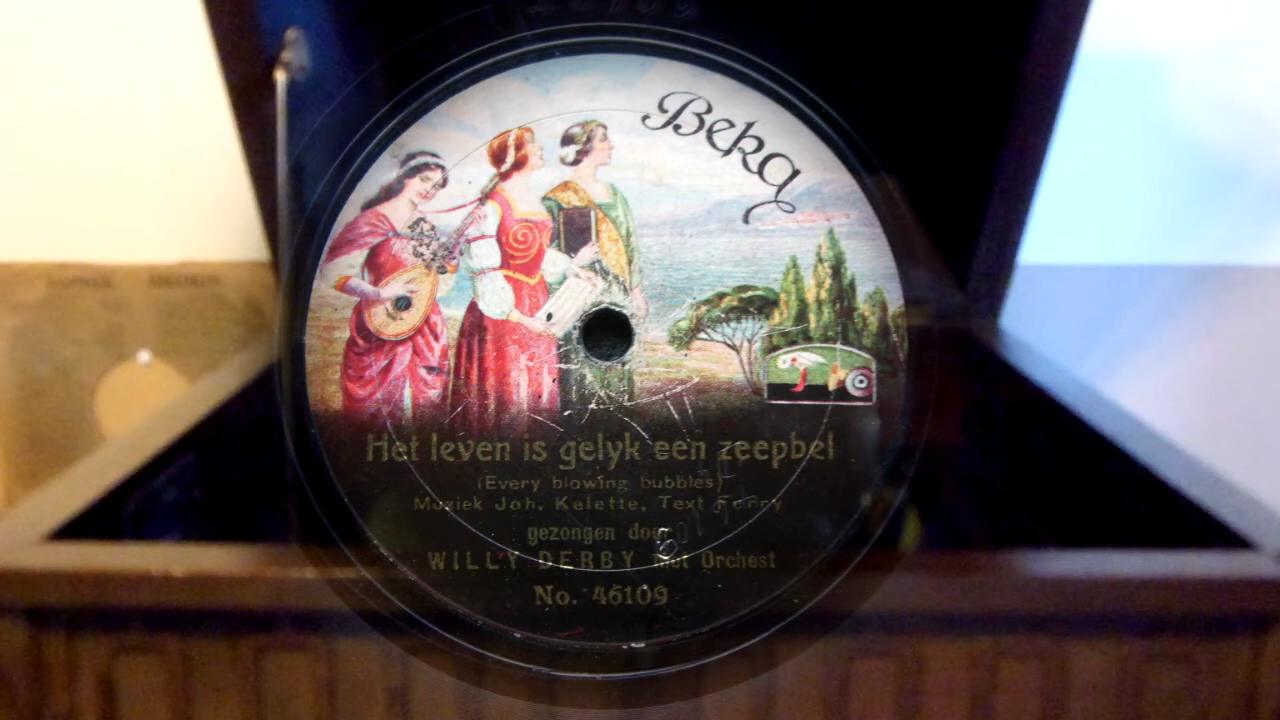 Beka
Het leven is gelyk een zeepbel
(Every blowing bubbles)
Muziek Joh. Kelette, Text Ferry
gezongen door
WILLY DERBY met Orchest
No. 46109